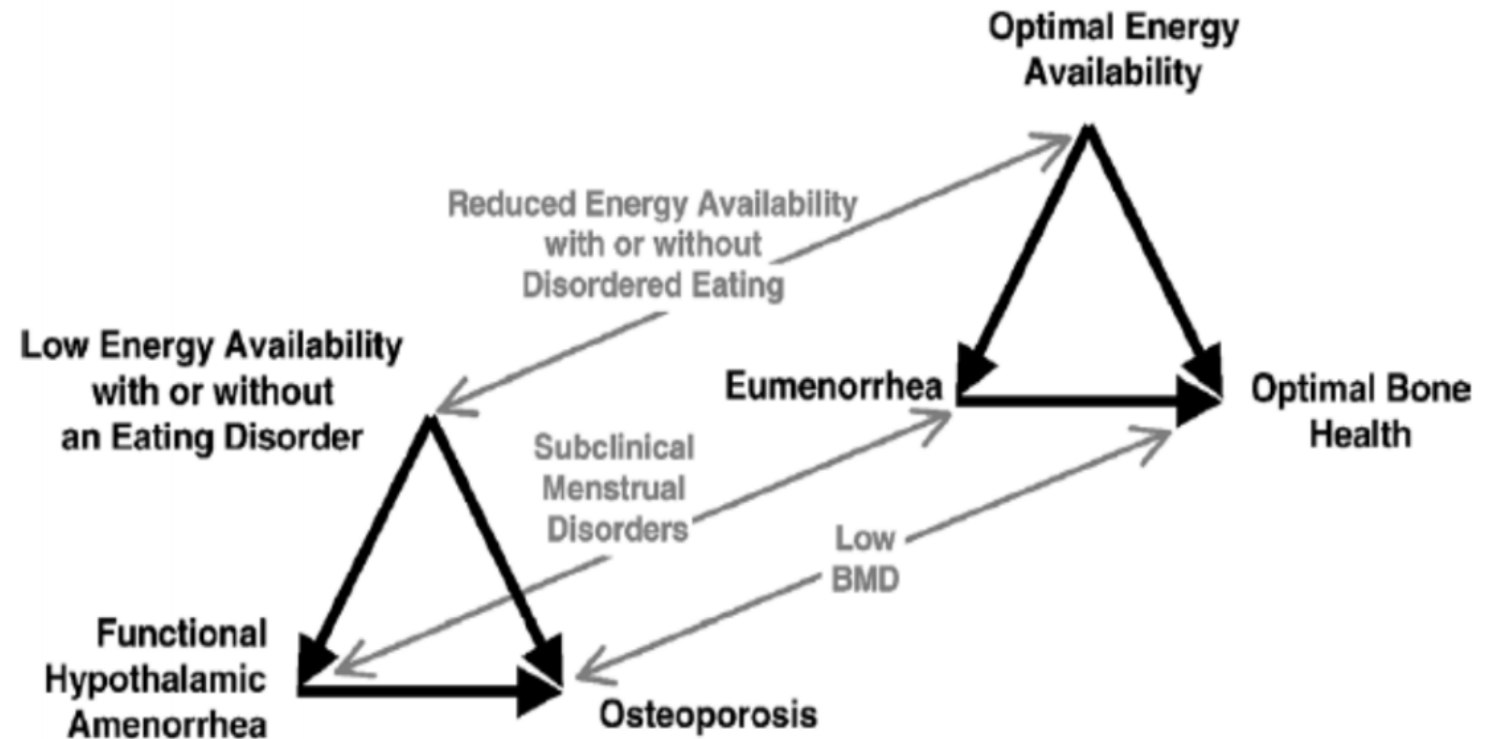 Optimal Energy
Availability
Reduced Energy Availability
with or without
Disordered Eating
Low Energy Availability
with or without
an Eating Disorder
Eumenorrhea
Optimal Bone
Health
Subclinical
Menstrual
Disorders
Low
BMD
Functional
Hypothalamic
Amenorrhea
Osteoporosis